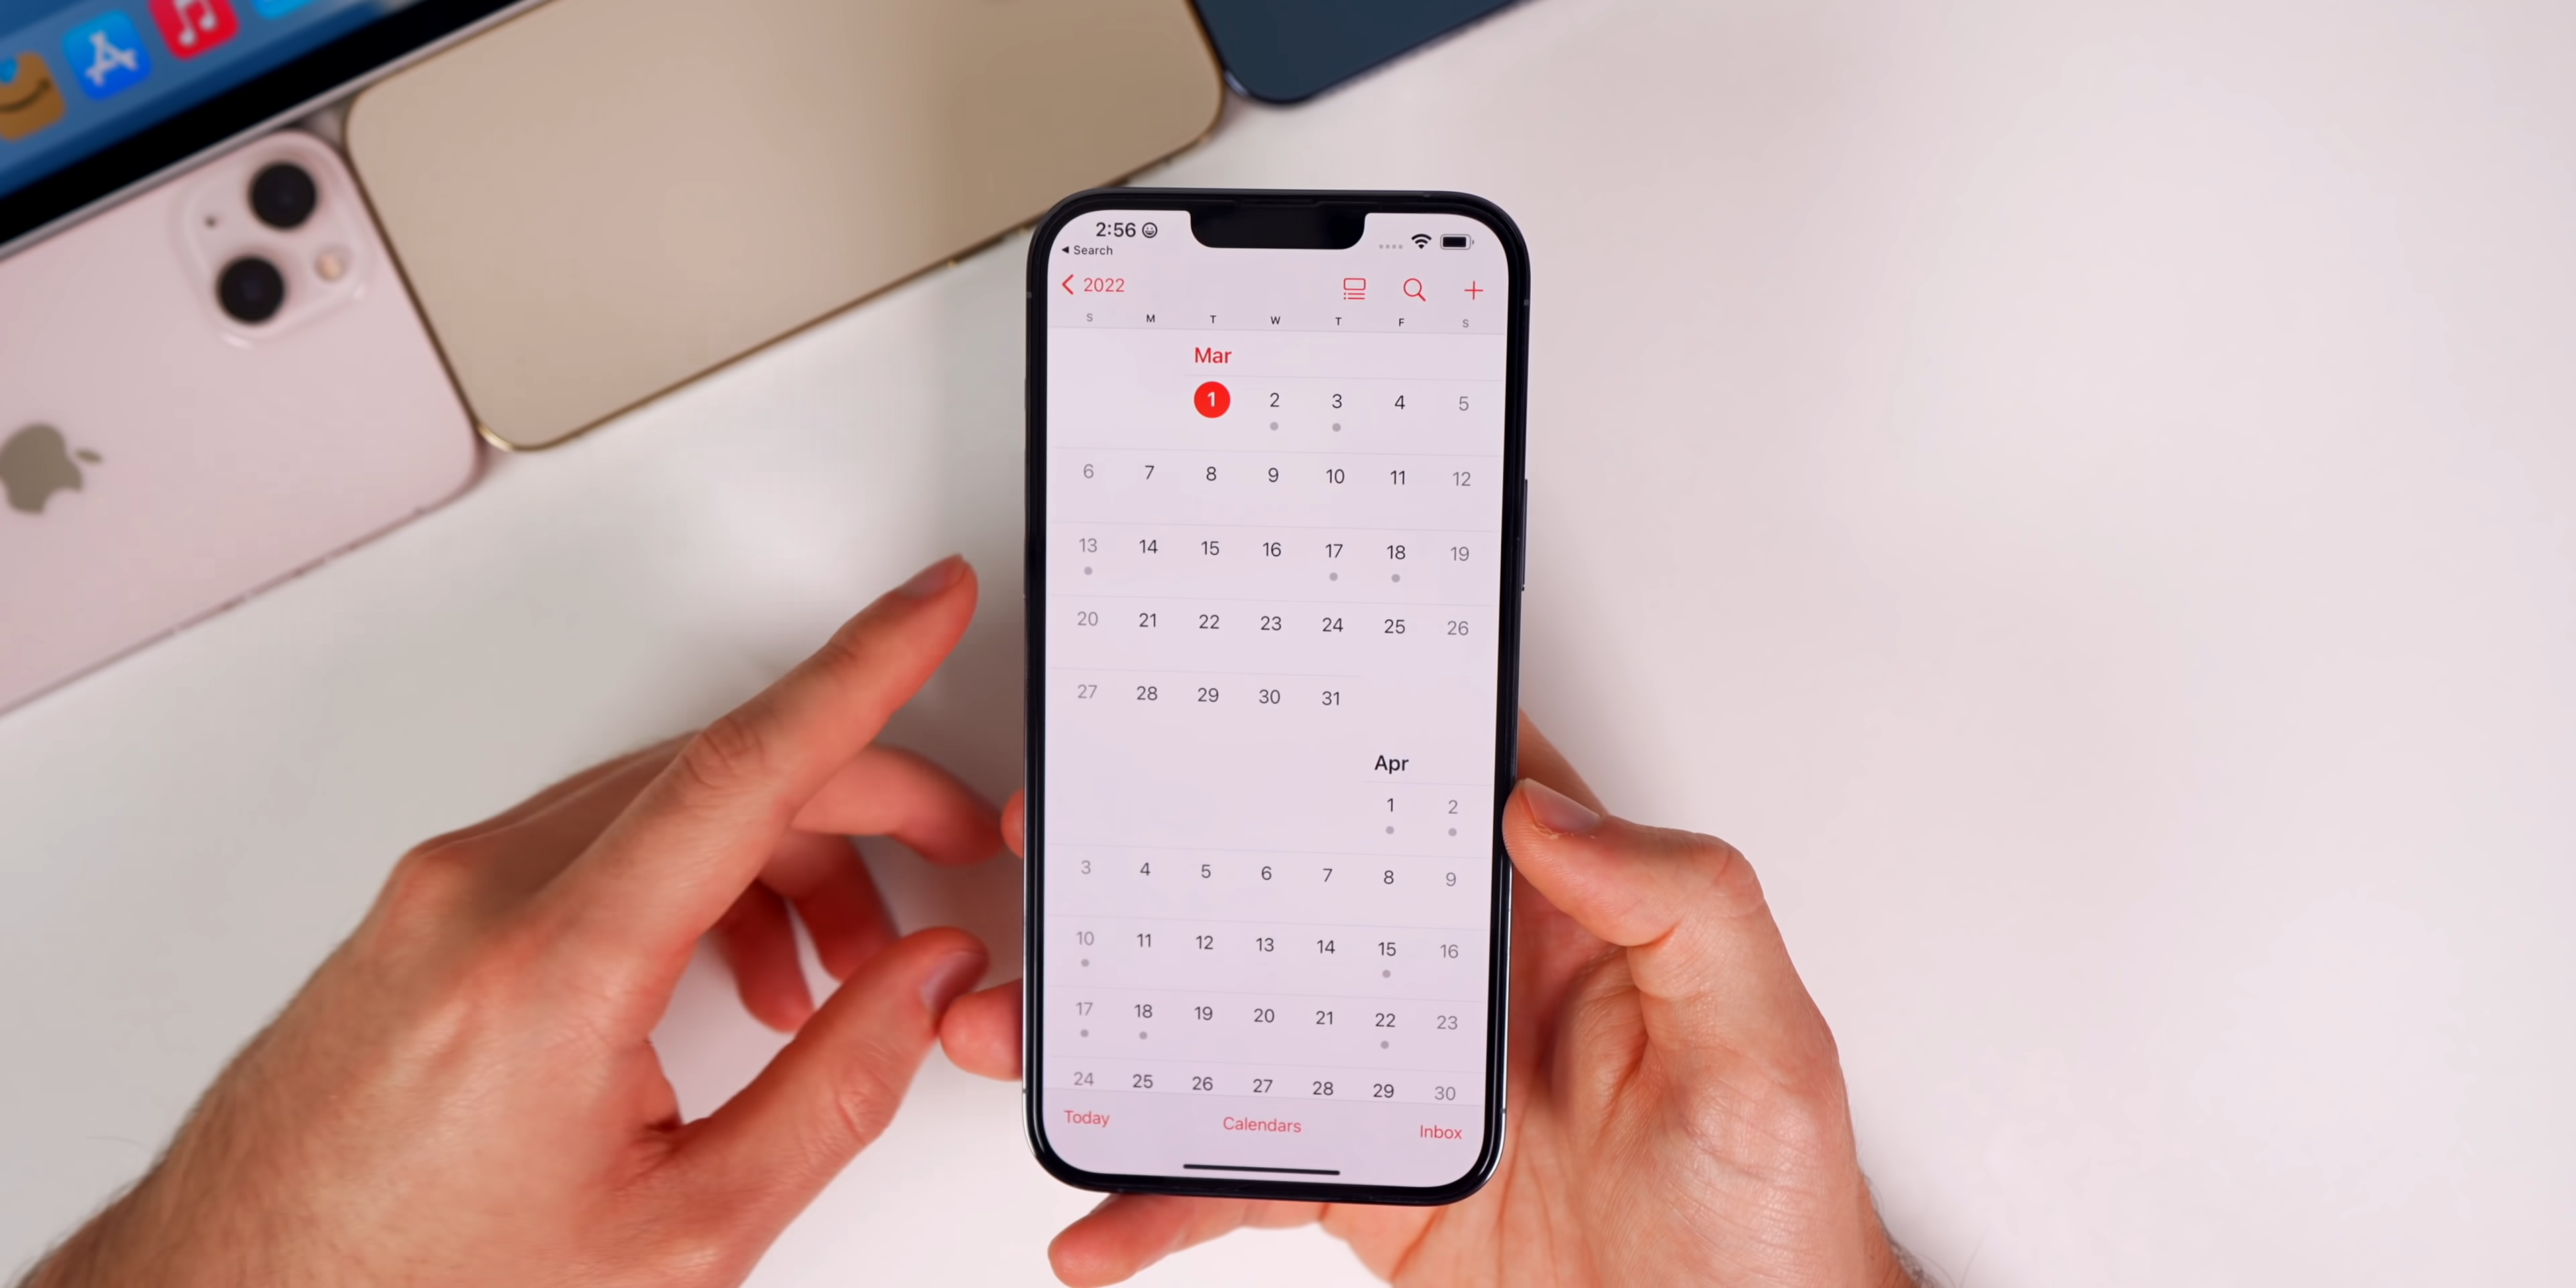 2:56
Search
2022
S M T W T F S
Mar
1 2 3 4 5
6 7 8 9 10 11 12
13 14 15 16 17 18 19
20 21 22 23 24 25 26
27 28 29 30 31
Apr
1 2
3 4 5 6 7 8 9
10 11 12 13 14 15 16
17 18 19 20 21 22 23
24 25 26 27 28 29 30
Today Calendars Inbox